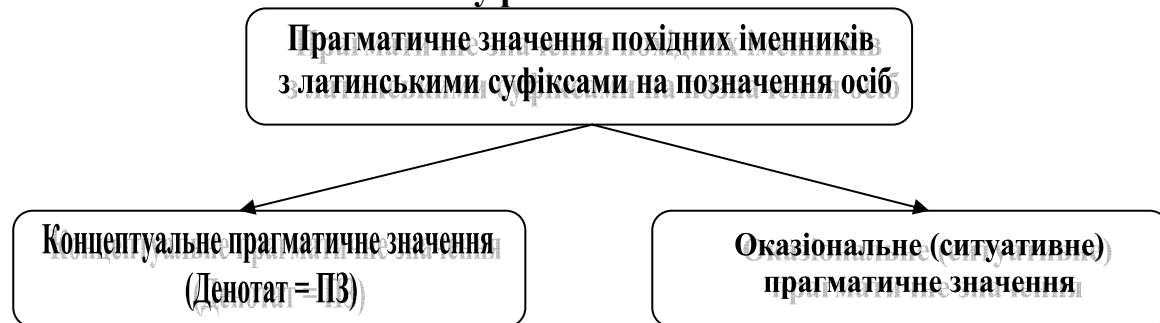 Прагматичне значення похідних іменників
з латинськими суфіксами на позначення осіб
Концептуальне прагматичне значення
(Денотат = ПЗ)
Оказіональне (ситуативне)
прагматичне значення